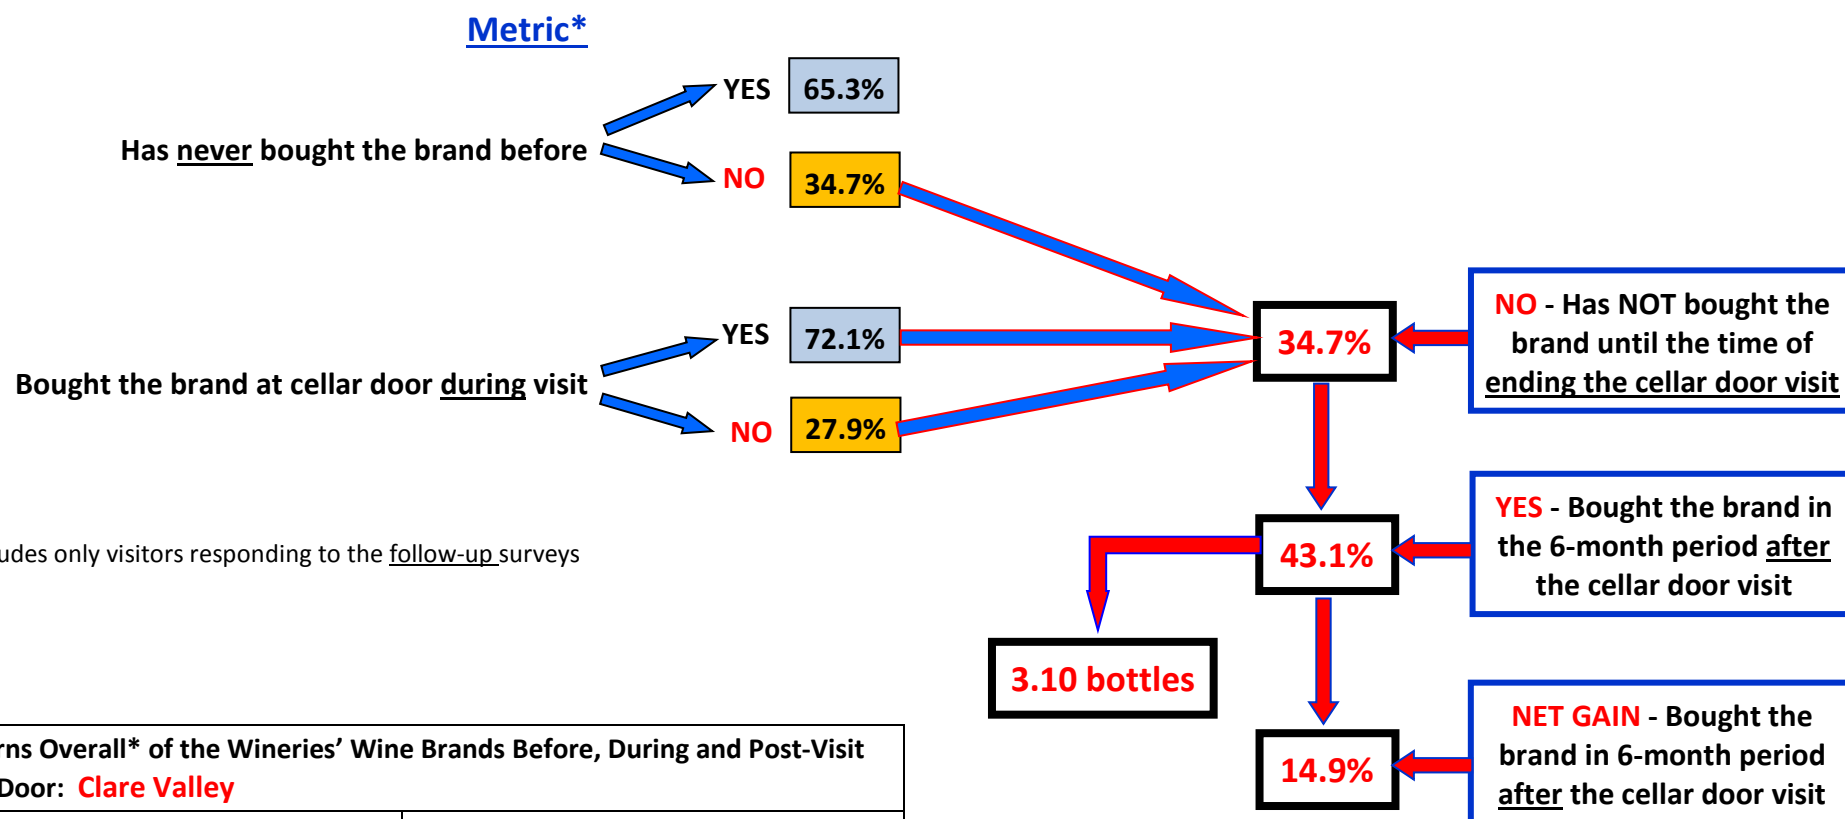 Metric*
YES 65.3%
Has never bought the brand before
NO 34.7%
YES 72.1%
Bought the brand at cellar door during visit
NO 27.9%
34.7%
NO - Has NOT bought the
brand until the time of
ending the cellar door visit
43.1%
YES - Bought the brand in
the 6-month period after
the cellar door visit
only visitors responding to the follow-up surveys
3.10 bottles
14.9%
NET GAIN - Bought the
brand in 6-month period
after the cellar door visit
Overall* of the Wineries’ Wine Brands Before, During and Post-Visit
Door: Clare Valley